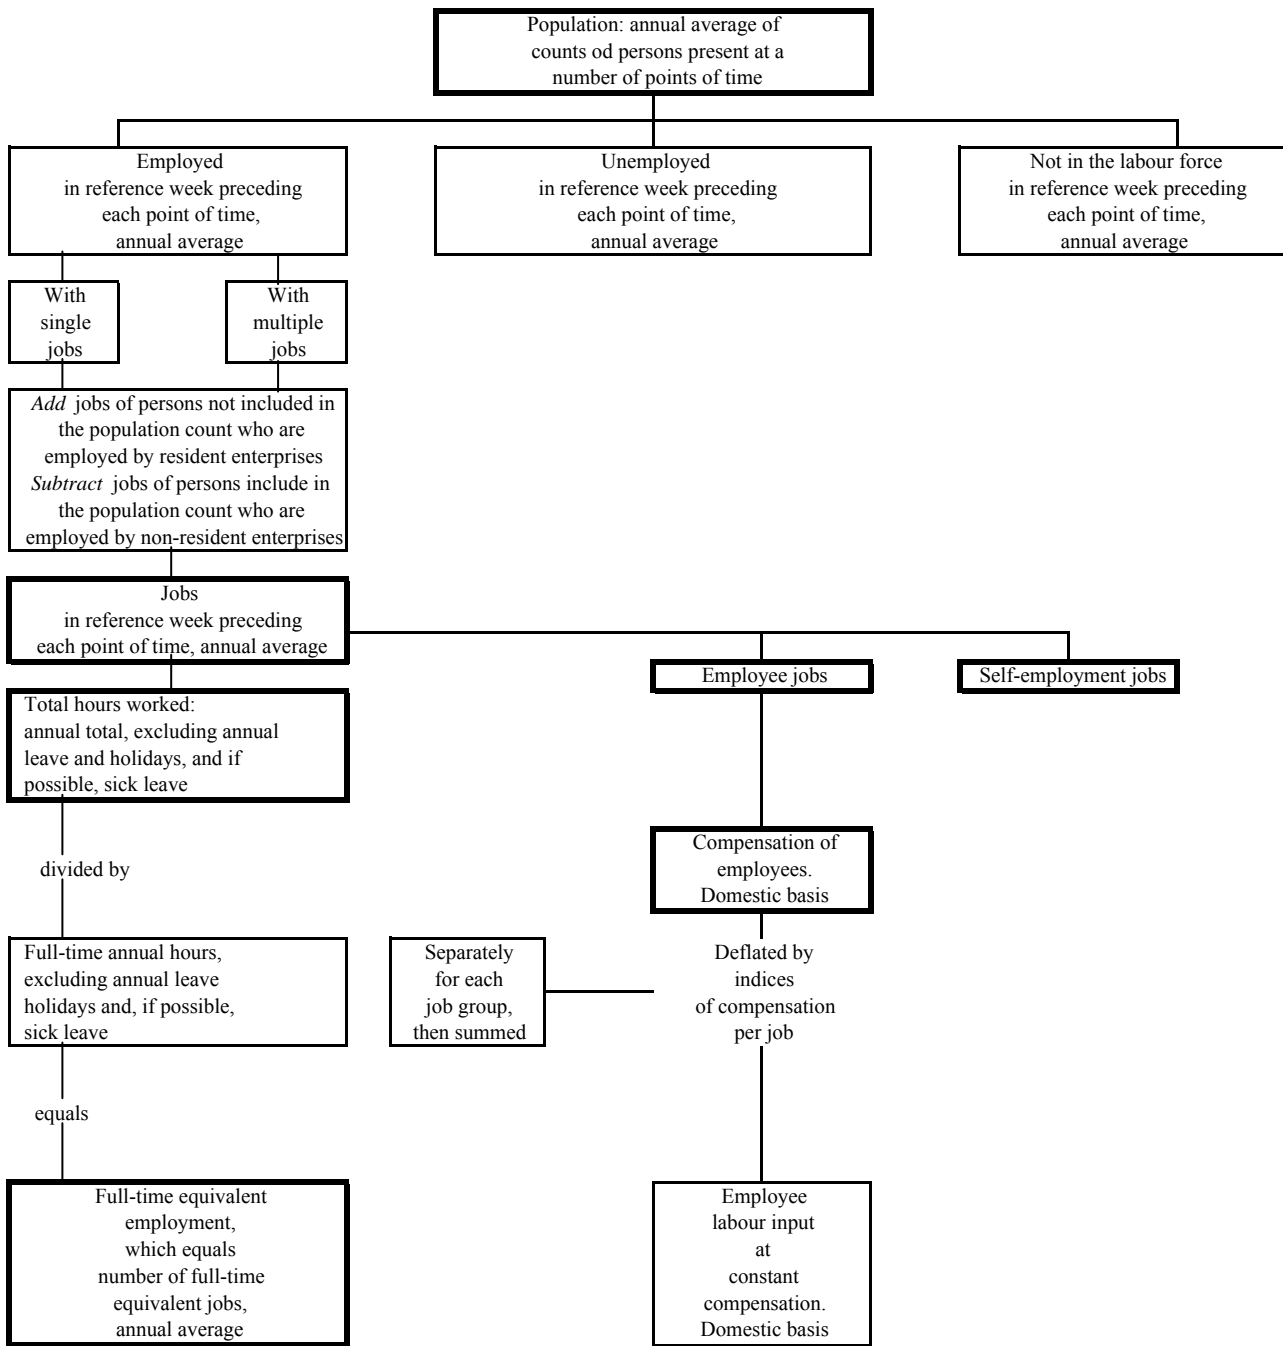 Population: annual average of
counts od persons present at a
number of points of time
Employed
in reference week preceding
each point of time,
annual average
Unemployed
in reference week preceding
each point of time,
annual average
Not in the labour force
in reference week preceding
each point of time,
annual average
With
single
jobs
With
multiple
jobs
Add jobs of persons not included in
the population count who are
employed by resident enterprises
Subtract jobs of persons include in
the population count who are
employed by non-resident enterprises
Jobs
in reference week preceding
each point of time, annual average
Employee jobs
Self-employment jobs
Total hours worked:
annual total, excluding annual
leave and holidays, and if
possible, sick leave
divided by
Compensation of
employees.
Domestic basis
Full-time annual hours,
excluding annual leave
holidays and, if possible,
sick leave
Separately
for each
job group,
then summed
Deflated by
indices
of compensation
per job
equals
Full-time equivalent
employment,
which equals
number of full-time
equivalent jobs,
annual average
Employee
labour input
at
constant
compensation.
Domestic basis